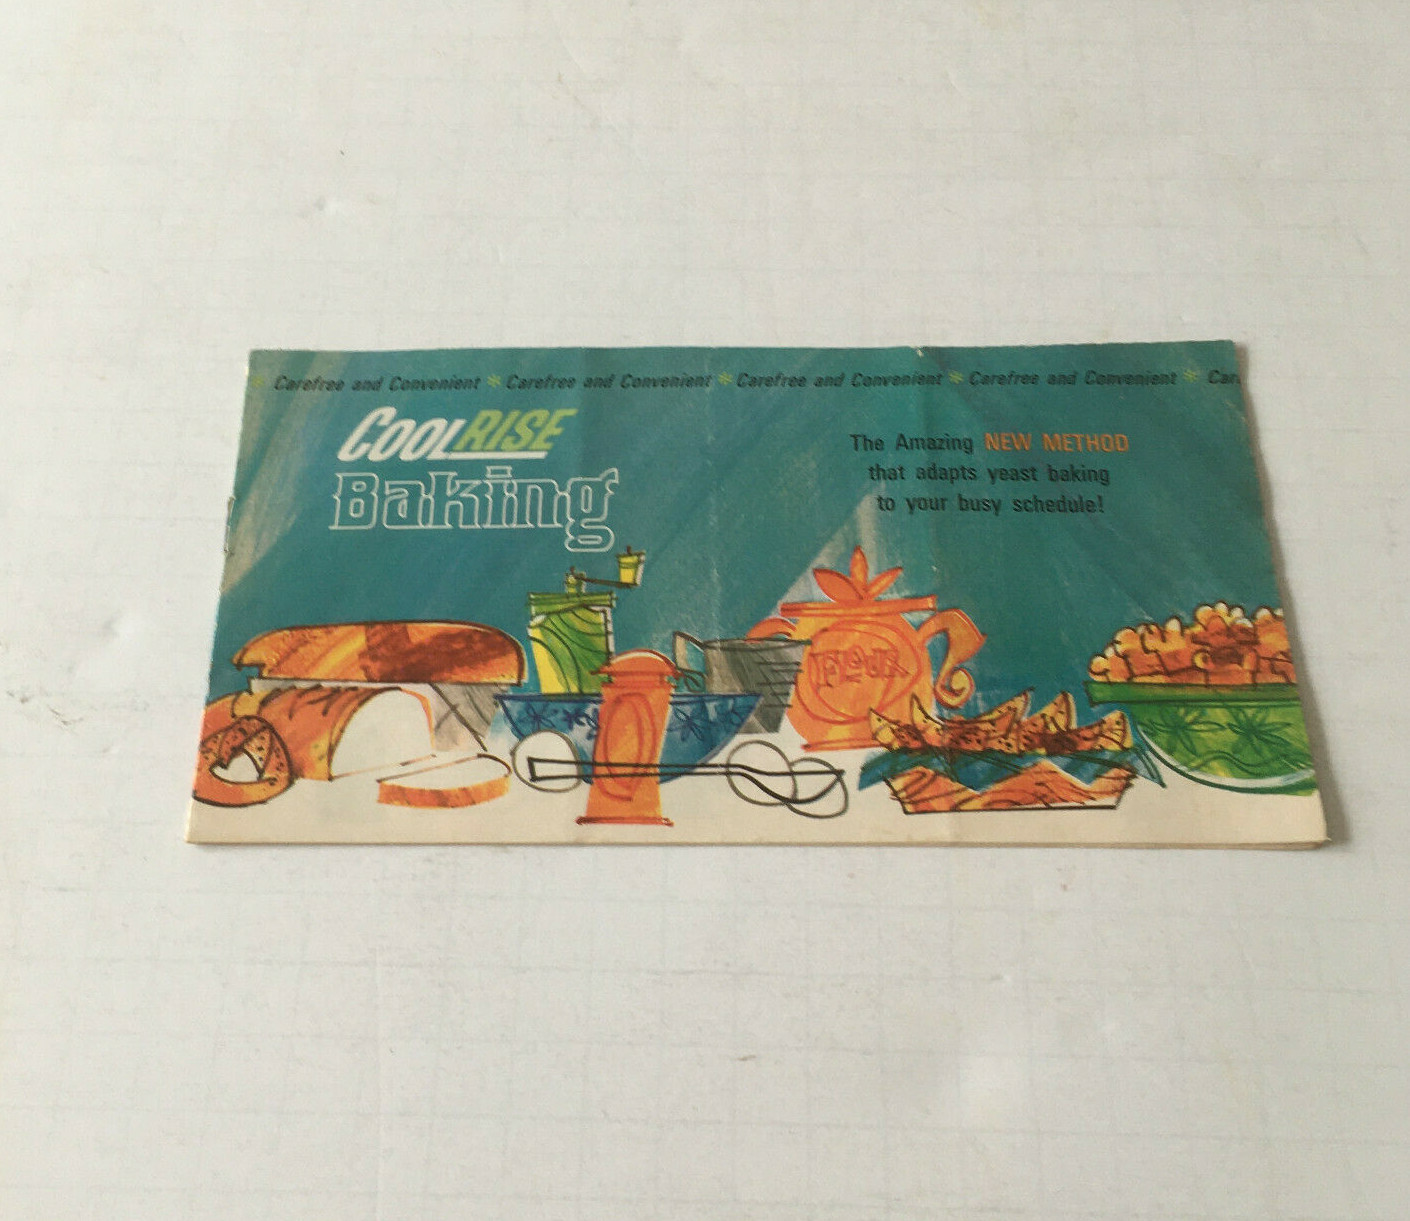 Carefree and Convenient * Carefree and Convenient * Carefree and Convenient * Carefree and Convenient * Car
COOLRISE
Baking
The Amazing NEW METHOD
that adapts yeast baking
to your busy schedule!
FLOUR